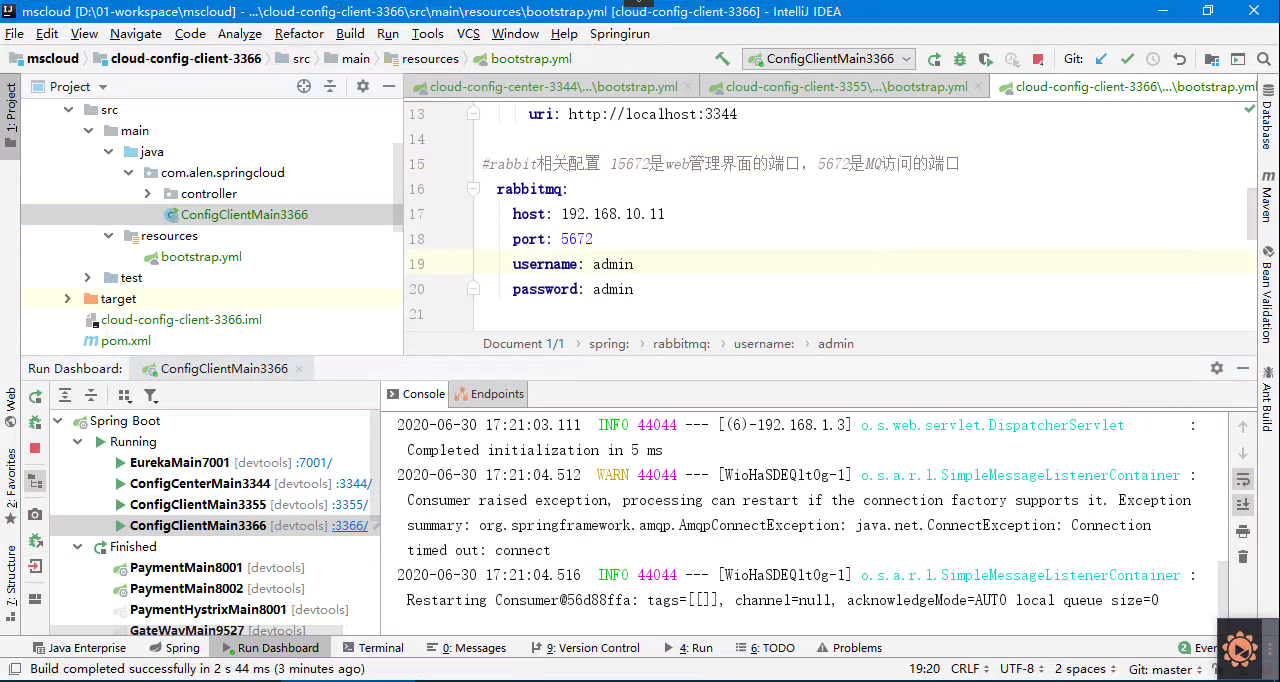 mscloud [D:\01-workspace\mscloud] - ...\cloud-config-client-3366\src\main\resources\bootstrap.yml [cloud-config-client-3366] - IntelliJ IDEA
File Edit View Navigate Code Analyze Refactor Build Run Tools VCS Window Help Springirun
mscloud cloud-config-client-3366 src main resources bootstrap.yml ConfigClientMain3366 Git:
Project
cloud-config-center-3344\...\bootstrap.yml cloud-config-client-3355\...\bootstrap.yml cloud-config-client-3366\...\bootstrap.yml
1: Project
src
main
java
com.alen.springcloud
controller
ConfigClientMain3366
resources
bootstrap.yml
test
target
cloud-config-client-3366.iml
pom.xml
13 uri: http://localhost:3344
14
15 #rabbit相关配置 15672是web管理界面的端口，5672是MQ访问的端口
16 rabbitmq:
17 host: 192.168.10.11
18 port: 5672
19 username: admin
20 password: admin
21
Document 1/1 › spring: › rabbitmq: › username: › admin
Database
Maven
Bean Validation
Ant Build
Run Dashboard: ConfigClientMain3366
Web
2: Favorites
7: Structure
Spring Boot
Running
EurekaMain7001 [devtools] :7001/
ConfigCenterMain3344 [devtools] :3344/
ConfigClientMain3355 [devtools] :3355/
ConfigClientMain3366 [devtools] :3366/
Finished
PaymentMain8001 [devtools]
PaymentMain8002 [devtools]
PaymentHystrixMain8001 [devtools]
GateWayMain9527 [devtools]
Console Endpoints
2020-06-30 17:21:03.111 INFO 44044 --- [(6)-192.168.1.3] o.s.web.servlet.DispatcherServlet :
Completed initialization in 5 ms
2020-06-30 17:21:04.512 WARN 44044 --- [WioHaSDEQlt0g-1] o.s.a.r.l.SimpleMessageListenerContainer :
Consumer raised exception, processing can restart if the connection factory supports it. Exception
summary: org.springframework.amqp.AmqpConnectException: java.net.ConnectException: Connection
timed out: connect
2020-06-30 17:21:04.516 INFO 44044 --- [WioHaSDEQlt0g-1] o.s.a.r.l.SimpleMessageListenerContainer :
Restarting Consumer@56d88ffa: tags=[[]], channel=null, acknowledgeMode=AUTO local queue size=0
Java Enterprise Spring Run Dashboard Terminal 0: Messages 9: Version Control 4: Run 6: TODO Problems 2
Build completed successfully in 2 s 44 ms (3 minutes ago) 19:20 CRLF UTF-8 2 spaces Git: master